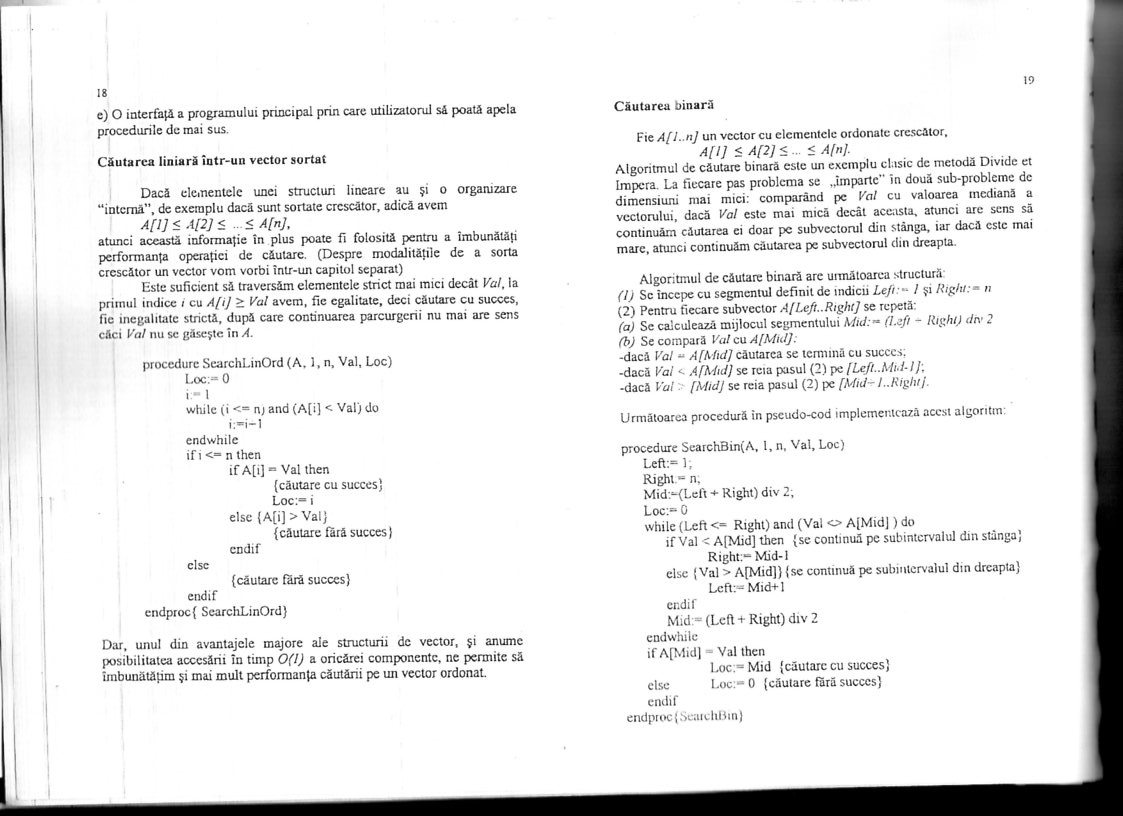 18
e) O interfaţă a programului principal prin care utilizatorul să poată apela
procedurile de mai sus.
Căutarea liniară într-un vector sortat
Dacă elementele unei structuri lineare au şi o organizare
“internă”, de exemplu dacă sunt sortate crescător, adică avem
A[1] ≤ A[2] ≤ ...≤ A[n],
atunci această informaţie în plus poate fi folosită pentru a îmbunătăţi
performanţa operaţiei de căutare. (Despre modalităţile de a sorta
crescător un vector vom vorbi într-un capitol separat)
Este suficient să traversăm elementele strict mai mici decât Val, la
primul indice i cu A[i] ≥ Val avem, fie egalitate, deci căutare cu succes,
fie inegalitate strictă, după care continuarea parcurgerii nu mai are sens
căci Val nu se găseşte în A.
procedure SearchLinOrd (A, 1, n, Val, Loc)
Loc:= 0
i:= 1
while (i <= n) and (A[i] < Val) do
i:=i+1
endwhile
if i <= n then
if A[i] = Val then
{căutare cu succes}
Loc:= i
else {A[i] > Val}
{căutare fără succes}
endif
else
{căutare fără succes}
endif
endproc{ SearchLinOrd}
Dar, unul din avantajele majore ale structurii de vector, şi anume
posibilitatea accesării în timp O(1) a oricărei componente, ne permite să
îmbunătăţim şi mai mult performanţa căutării pe un vector ordonat.
19
Căutarea binară
Fie A[1..n] un vector cu elementele ordonate crescător,
A[1] ≤ A[2] ≤ ... ≤ A[n].
Algoritmul de căutare binară este un exemplu clasic de metodă Divide et
Impera. La fiecare pas problema se „împarte” în două sub-probleme de
dimensiuni mai mici: comparând pe Val cu valoarea mediană a
vectorului, dacă Val este mai mică decât aceasta, atunci are sens să
continuăm căutarea ei doar pe subvectorul din stânga, iar dacă este mai
mare, atunci continuăm căutarea pe subvectorul din dreapta.
Algoritmul de căutare binară are următoarea structură:
(1) Se începe cu segmentul definit de indicii Left:= 1 şi Right:= n
(2) Pentru fiecare subvector A[Left..Right] se repetă:
(a) Se calculează mijlocul segmentului Mid:= (Left + Right) div 2
(b) Se compară Val cu A[Mid]:
-dacă Val = A[Mid] căutarea se termină cu succes;
-dacă Val < A[Mid] se reia pasul (2) pe [Left..Mid-1];
-dacă Val > [Mid] se reia pasul (2) pe [Mid+1..Right].
Următoarea procedură în pseudo-cod implementează acest algoritm:
procedure SearchBin(A, 1, n, Val, Loc)
Left:= 1;
Right:= n;
Mid:=(Left + Right) div 2;
Loc:= 0
while (Left <= Right) and (Val <> A[Mid] ) do
if Val < A[Mid] then {se continuă pe subintervalul din stânga}
Right:= Mid-1
else {Val > A[Mid]} {se continuă pe subintervalul din dreapta}
Left:= Mid+1
endif
Mid:= (Left + Right) div 2
endwhile
if A[Mid] = Val then
Loc:= Mid {căutare cu succes}
else Loc:= 0 {căutare fără succes}
endif
endproc{SearchBin}